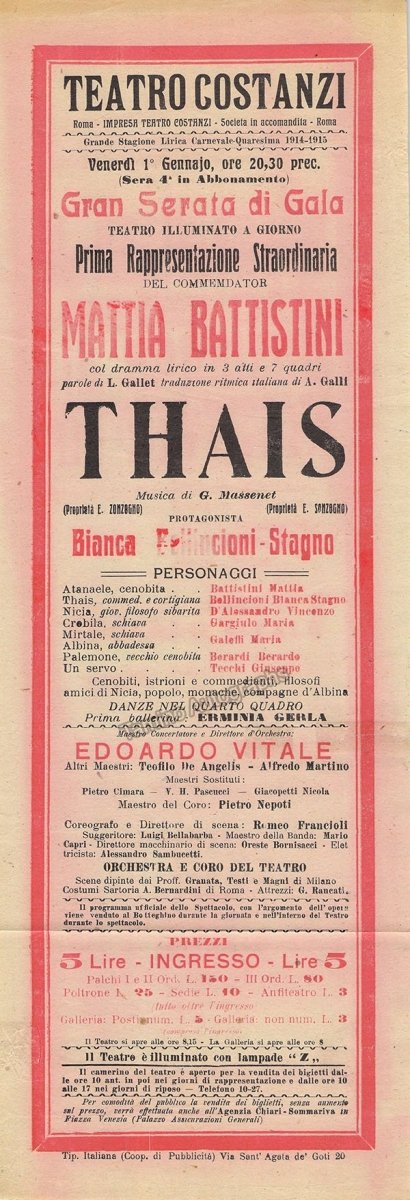 TEATRO COSTANZI
Roma - IMPRESA TEATRO COSTANZI - Societa in accomandita - Roma
Grande Stagione Lirica Carnevale-Quaresima 1914-1915
Venerdì 1° Gennajo, ore 20,30 prec.
(Sera 4ª in Abbonamento)
Gran Serata di Gala
TEATRO ILLUMINATO A GIORNO
Prima Rappresentazione Straordinaria
DEL COMMENDATOR
MATTIA BATTISTINI
col dramma lirico in 3 atti e 7 quadri
parole di L. Gallet traduzione ritmica italiana di A. Galli
THAIS
Musica di G. Massenet
(Proprietà E. ZONZOGNO) (Proprietà E. SONZOGNO)
PROTAGONISTA
Bianca Bellincioni-Stagno
PERSONAGGI
Atanaele, cenobita . . Battistini Mattia
Thais, commed. e cortigiana Bellincioni Bianca Stagno
Nicia, giov. filosofo sibarita D'Alessandro Vincenzo
Crobila, schiava . . Gargiulo Maria
Mirtale, schiava . .
Albina, abbadessa . Galeffi Maria
Palemone, vecchio cenobita Berardi Berardo
Un servo . . . Tecchi Giuseppe
Cenobiti, istrioni e commedienti, filosofi
amici di Nicia, popolo, monache, compagne d'Albina
DANZE NEL QUARTO QUADRO
Prima ballerina: ERMINIA GERLA
Maestro Concertatore e Direttore d'Orchestra:
EDOARDO VITALE
Altri Maestri: Teofilo De Angelis - Alfredo Martino
Maestri Sostituti :
Pietro Cimara — V. H. Pascucci — Giacopetti Nicola
Maestro del Coro: Pietro Nepoti
Coreografo e Direttore di scena: Romeo Francioli
Suggeritore: Luigi Bellabarba - Maestro della Banda: Mario
Capri - Direttore macchinario di scena: Oreste Bornisacci - Elet
tricista: Alessandro Sambucetti.
ORCHESTRA E CORO DEL TEATRO
Scene dipinte dai Proff. Granata, Testi e Magni di Milano
Costumi Sartoria A. Bernardini di Roma - Attrezzi: G. Rancati.
Il programma ufficiale dello Spettacolo, con l'argomento dell'opera
viene venduto al Botteghino durante la giornata e nell'interno del Teatro
durante lo spettacolo.
PREZZI
5 Lire - INGRESSO - Lire 5
Palchi I e II Ord. L. 150 - III Ord. L. 80
Poltrone L. 25 - Sedie L. 10 - Anfiteatro L. 3
tutto oltre l'ingresso
Galleria: Posti num. L. 5 - Galleria: non num. L. 3
(compreso l'ingresso)
Il Teatro si apre alle ore 8,15 - La Galleria si apre alle ore 8
Il Teatro è illuminato con lampade "Z"
Il camerino del teatro è aperto per la vendita dei biglietti dal-
le ore 10 ant. in poi nei giorni di rappresentazione e dalle ore 10
alle 17 nei giorni di riposo — Telefono 10-27.
Per comodità del pubblico la vendita dei biglietti, senza aumento
sul prezzo, verrà effettuata anche all'Agenzia Chiari-Sommariva in
Piazza Venezia (Palazzo Assicurazioni Generali)
Tip. Italiana (Coop. di Pubblicità) Via Sant' Agata de' Goti 20